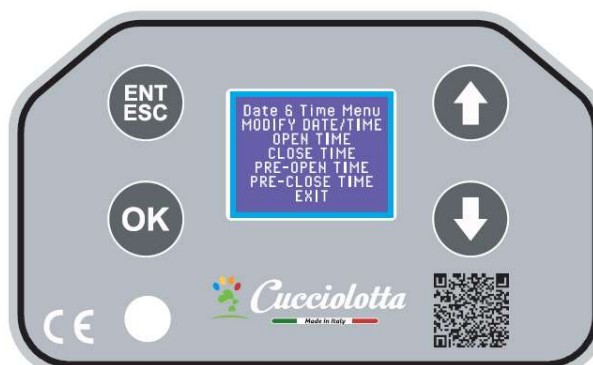 ENT
ESC
Date & Time Menu
MODIFY DATE/TIME
OPEN TIME
CLOSE TIME
PRE-OPEN TIME
PRE-CLOSE TIME
EXIT
OK
Cucciolotta
Made in Italy
CE